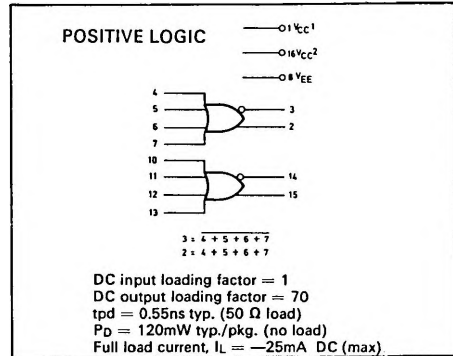 POSITIVE LOGIC
1 VCC1
16 VCC2
8 VEE
4
5
6
7
3
2
10
11
12
13
14
15
3 = 4 + 5 + 6 + 7
2 = 4 + 5 + 6 + 7
DC input loading factor = 1
DC output loading factor = 70
tpd = 0.55ns typ. (50 Ω load)
PD = 120mW typ./pkg. (no load)
Full load current, IL = —25mA DC (max)